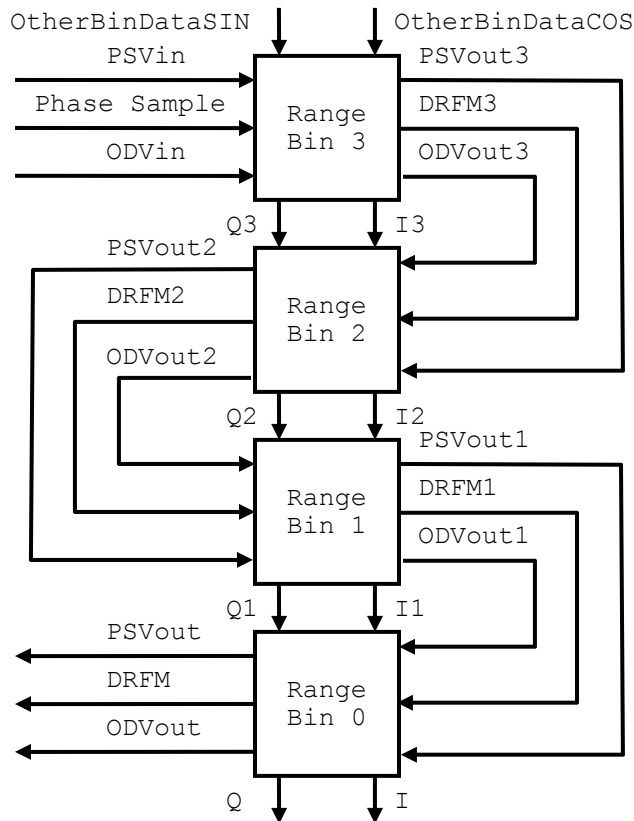 OtherBinDataSIN OtherBinDataCOS
PSVin PSVout3
Phase Sample Range DRFM3
Bin 3
ODVin ODVout3
Q3 I3
PSVout2
DRFM2 Range
Bin 2
ODVout2
Q2 I2
PSVout1
Range DRFM1
Bin 1
ODVout1
Q1 I1
PSVout
DRFM Range
Bin 0
ODVout
Q I